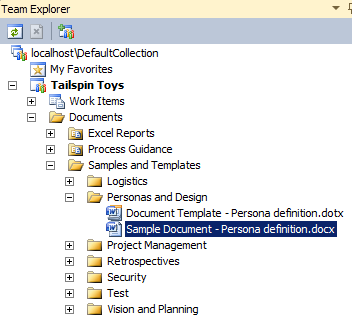 Team Explorer
localhost\DefaultCollection
My Favorites
Tailspin Toys
Work Items
Documents
Excel Reports
Process Guidance
Samples and Templates
Logistics
Personas and Design
Document Template - Persona definition.dotx
Sample Document - Persona definition.docx
Project Management
Retrospectives
Security
Test
Vision and Planning